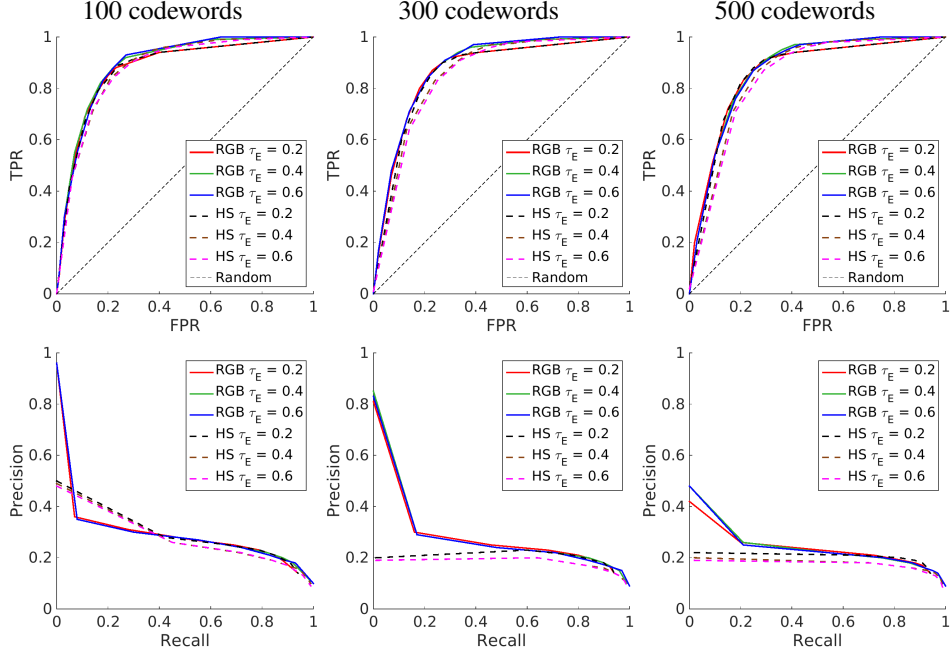 100 codewords 300 codewords 500 codewords
1 1 1
0.8 0.8 0.8
0.6 0.6 0.6
0.4 0.4 0.4
0.2 0.2 0.2
0 0 0
TPR TPR TPR
RGB τE = 0.2
RGB τE = 0.4
RGB τE = 0.6
HS τE = 0.2
HS τE = 0.4
HS τE = 0.6
Random
RGB τE = 0.2
RGB τE = 0.4
RGB τE = 0.6
HS τE = 0.2
HS τE = 0.4
HS τE = 0.6
Random
RGB τE = 0.2
RGB τE = 0.4
RGB τE = 0.6
HS τE = 0.2
HS τE = 0.4
HS τE = 0.6
Random
0 0.2 0.4 0.6 0.8 1 0 0.2 0.4 0.6 0.8 1 0 0.2 0.4 0.6 0.8 1
FPR FPR FPR
1 1 1
0.8 0.8 0.8
0.6 0.6 0.6
0.4 0.4 0.4
0.2 0.2 0.2
0 0 0
Precision Precision Precision
RGB τE = 0.2
RGB τE = 0.4
RGB τE = 0.6
HS τE = 0.2
HS τE = 0.4
HS τE = 0.6
RGB τE = 0.2
RGB τE = 0.4
RGB τE = 0.6
HS τE = 0.2
HS τE = 0.4
HS τE = 0.6
RGB τE = 0.2
RGB τE = 0.4
RGB τE = 0.6
HS τE = 0.2
HS τE = 0.4
HS τE = 0.6
0 0.2 0.4 0.6 0.8 1 0 0.2 0.4 0.6 0.8 1 0 0.2 0.4 0.6 0.8 1
Recall Recall Recall